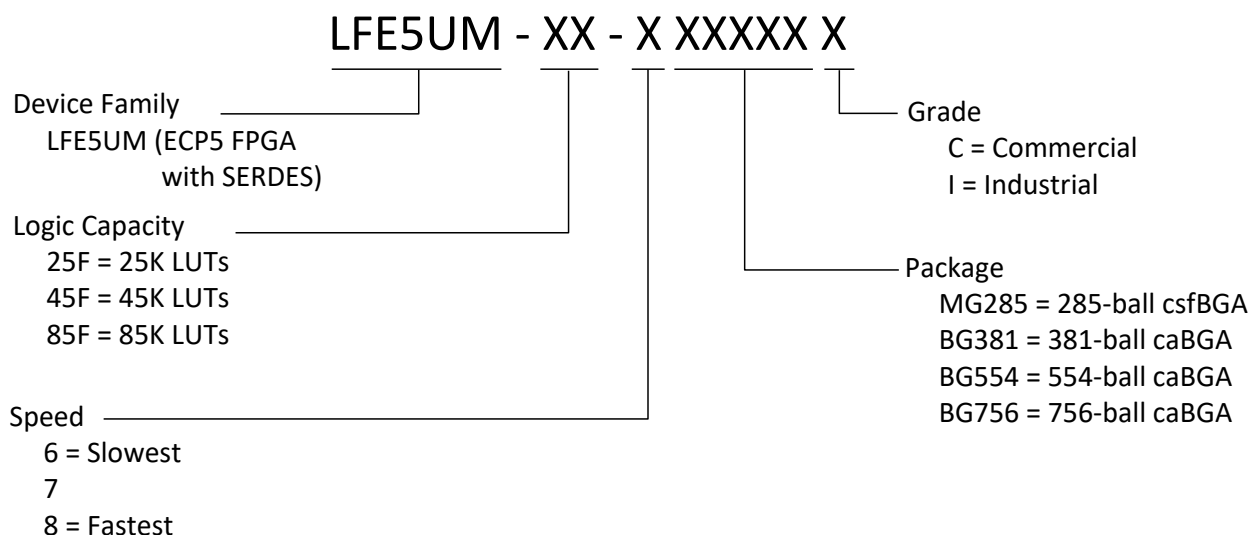 LFE5UM - XX - X XXXXX X
Device Family
LFE5UM (ECP5 FPGA
with SERDES)
Logic Capacity
25F = 25K LUTs
45F = 45K LUTs
85F = 85K LUTs
Speed
6 = Slowest
7
8 = Fastest
Grade
C = Commercial
I = Industrial
Package
MG285 = 285-ball csfBGA
BG381 = 381-ball caBGA
BG554 = 554-ball caBGA
BG756 = 756-ball caBGA